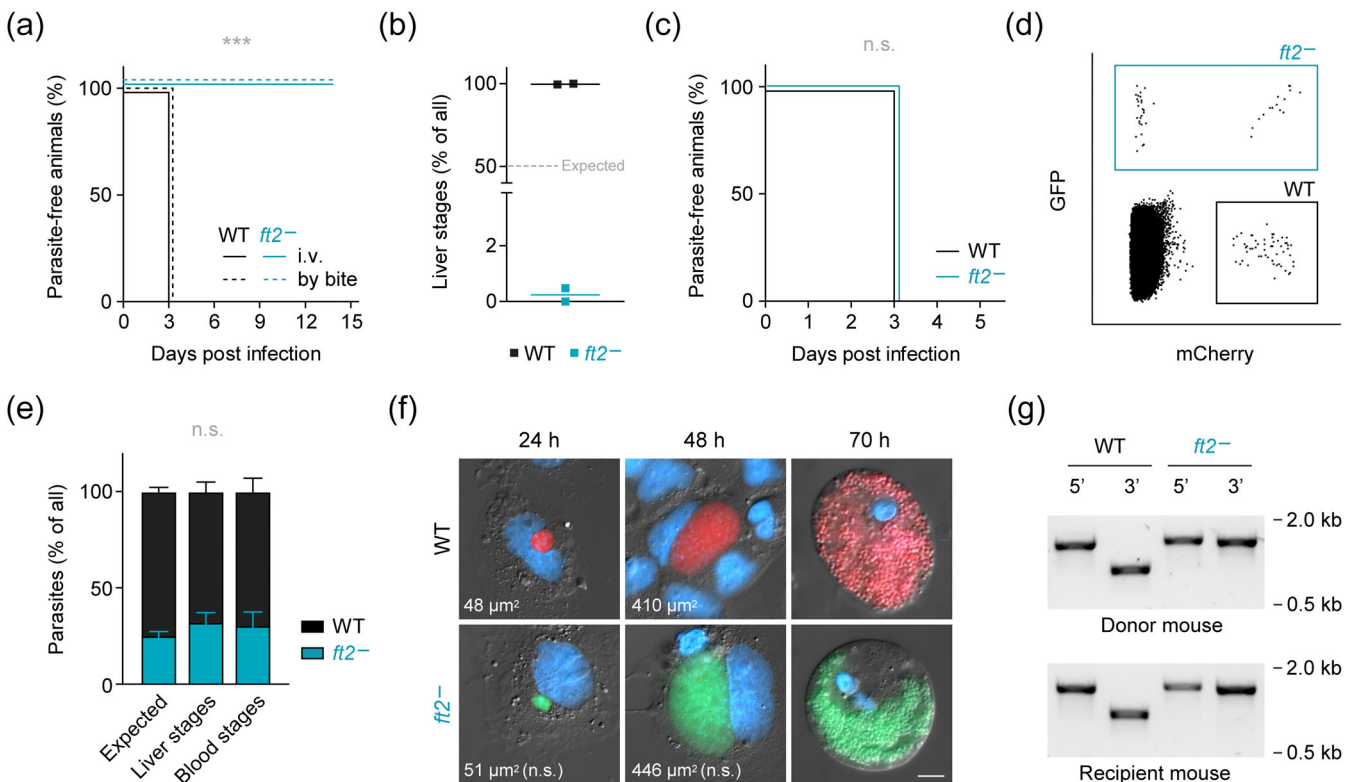 (a)
***
Parasite-free animals (%)
100
50
0
0 3 6 9 12 15
Days post infection
WT ft2–
i.v.
by bite
(b)
Liver stages (% of all)
100
50
Expected
2
0
WT ft2–
(c)
n.s.
Parasite-free animals (%)
100
50
0
0 1 2 3 4 5
Days post infection
WT
ft2–
(d)
ft2–
WT
GFP
mCherry
(e)
n.s.
Parasites (% of all)
100
50
0
Expected
Liver stages
Blood stages
WT
ft2–
(f)
24 h 48 h 70 h
WT
48 µm²
410 µm²
ft2–
51 µm² (n.s.)
446 µm² (n.s.)
(g)
WT ft2–
5’ 3’ 5’ 3’
– 2.0 kb
– 0.5 kb
Donor mouse
– 2.0 kb
– 0.5 kb
Recipient mouse